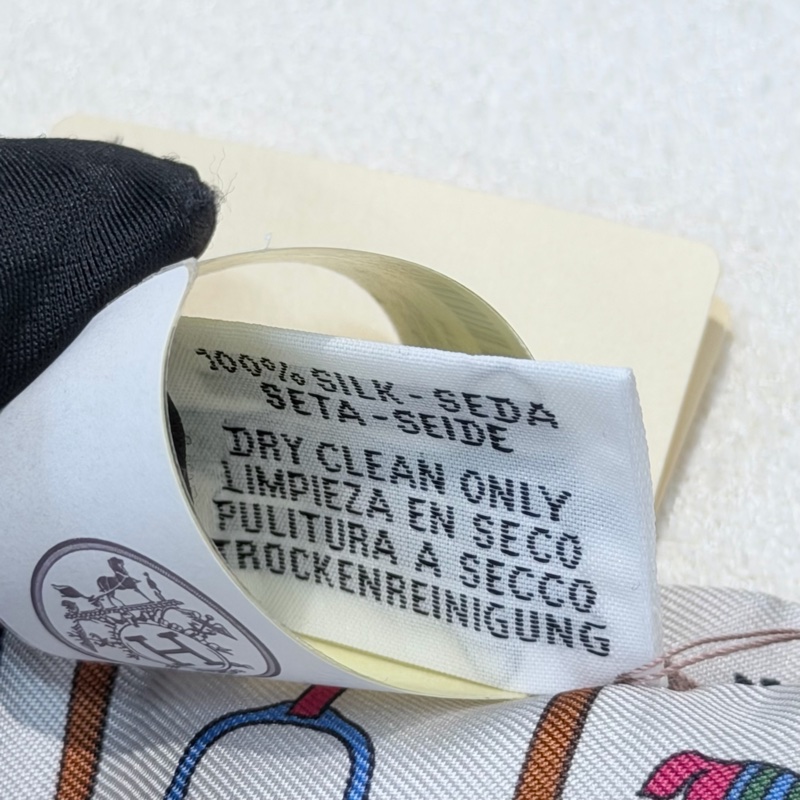 100% SILK - SEDA
SETA - SEIDE
DRY CLEAN ONLY
LIMPIEZA EN SECO
PULITURA A SECCO
TROCKENREINIGUNG
H